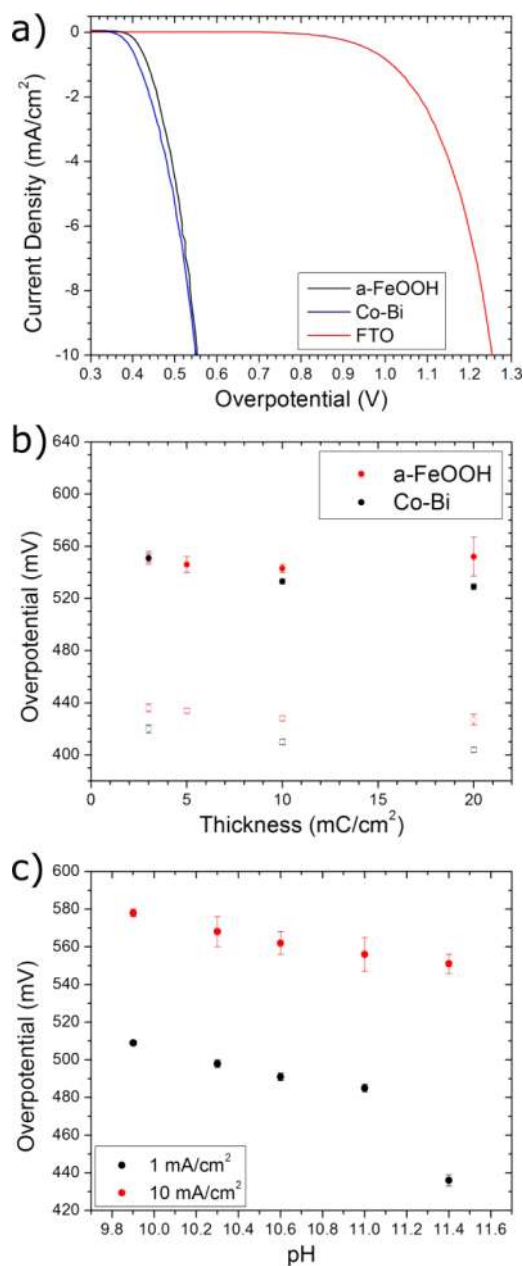 a)
0
-2
-4
-6
-8
-10
Current Density (mA/cm²)
a-FeOOH
Co-Bi
FTO
0.3 0.4 0.5 0.6 0.7 0.8 0.9 1.0 1.1 1.2 1.3
Overpotential (V)
b)
640
600
560
520
480
440
400
Overpotential (mV)
a-FeOOH
Co-Bi
0 5 10 15 20
Thickness (mC/cm²)
c)
600
580
560
540
520
500
480
460
440
420
Overpotential (mV)
1 mA/cm²
10 mA/cm²
9.8 10.0 10.2 10.4 10.6 10.8 11.0 11.2 11.4 11.6
pH